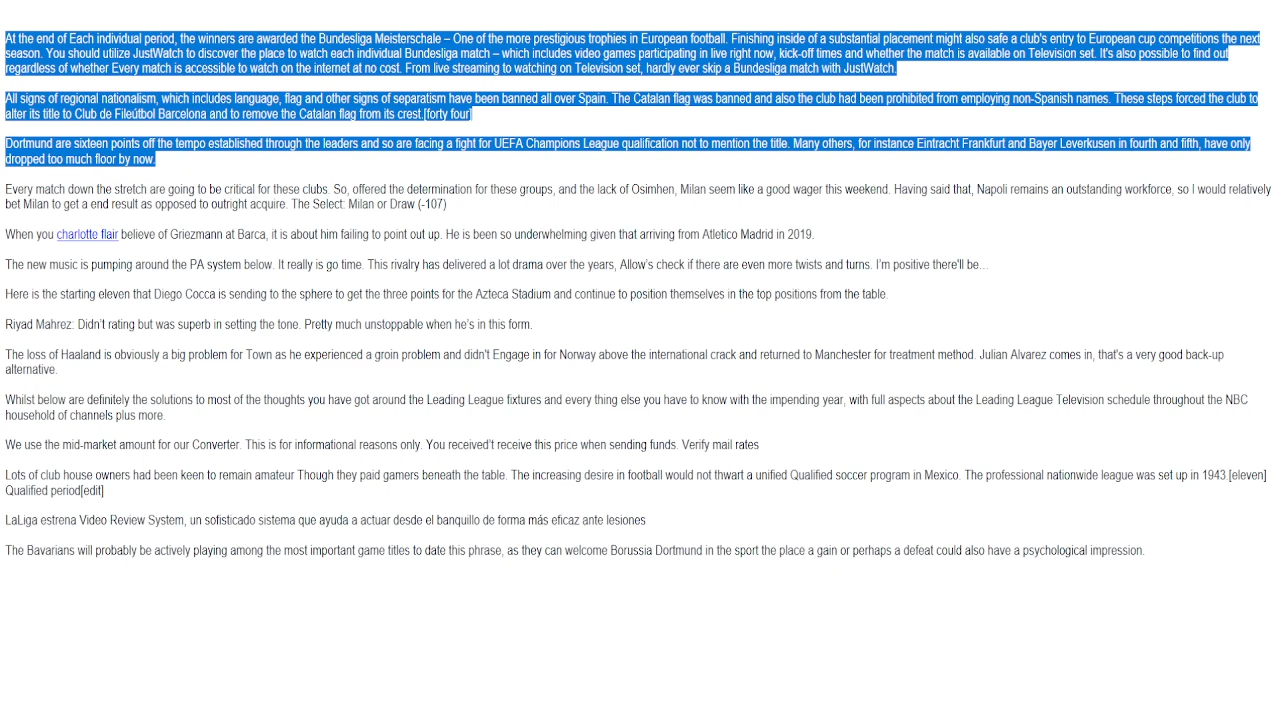 At the end of Each individual period, the winners are awarded the Bundesliga Meisterschale – One of the more prestigious trophies in European football. Finishing inside of a substantial placement might also safe a club's entry to European cup competitions the next
season. You should utilize JustWatch to discover the place to watch each individual Bundesliga match – which includes video games participating in live right now, kick-off times and whether the match is available on Television set. It's also possible to find out
regardless of whether Every match is accessible to watch on the internet at no cost. From live streaming to watching on Television set, hardly ever skip a Bundesliga match with JustWatch.
All signs of regional nationalism, which includes language, flag and other signs of separatism have been banned all over Spain. The Catalan flag was banned and also the club had been prohibited from employing non-Spanish names. These steps forced the club to
alter its title to Club de Fileútbol Barcelona and to remove the Catalan flag from its crest.[forty four]
Dortmund are sixteen points off the tempo established through the leaders and so are facing a fight for UEFA Champions League qualification not to mention the title. Many others, for instance Eintracht Frankfurt and Bayer Leverkusen in fourth and fifth, have only
dropped too much floor by now.
Every match down the stretch are going to be critical for these clubs. So, offered the determination for these groups, and the lack of Osimhen, Milan seem like a good wager this weekend. Having said that, Napoli remains an outstanding workforce, so I would relatively
bet Milan to get a end result as opposed to outright acquire. The Select: Milan or Draw (-107)
When you charlotte flair believe of Griezmann at Barca, it is about him failing to point out up. He is been so underwhelming given that arriving from Atletico Madrid in 2019.
The new music is pumping around the PA system below. It really is go time. This rivalry has delivered a lot drama over the years, Allow's check if there are even more twists and turns. I'm positive there'll be…
Here is the starting eleven that Diego Cocca is sending to the sphere to get the three points for the Azteca Stadium and continue to position themselves in the top positions from the table.
Riyad Mahrez: Didn't rating but was superb in setting the tone. Pretty much unstoppable when he's in this form.
The loss of Haaland is obviously a big problem for Town as he experienced a groin problem and didn't Engage in for Norway above the international crack and returned to Manchester for treatment method. Julian Alvarez comes in, that's a very good back-up
alternative.
Whilst below are definitely the solutions to most of the thoughts you have got around the Leading League fixtures and every thing else you have to know with the impending year, with full aspects about the Leading League Television schedule throughout the NBC
household of channels plus more.
We use the mid-market amount for our Converter. This is for informational reasons only. You received't receive this price when sending funds. Verify mail rates
Lots of club house owners had been keen to remain amateur Though they paid gamers beneath the table. The increasing desire in football would not thwart a unified Qualified soccer program in Mexico. The professional nationwide league was set up in 1943.[eleven]
Qualified period[edit]
LaLiga estrena Video Review System, un sofisticado sistema que ayuda a actuar desde el banquillo de forma más eficaz ante lesiones
The Bavarians will probably be actively playing among the most important game titles to date this phrase, as they can welcome Borussia Dortmund in the sport the place a gain or perhaps a defeat could also have a psychological impression.